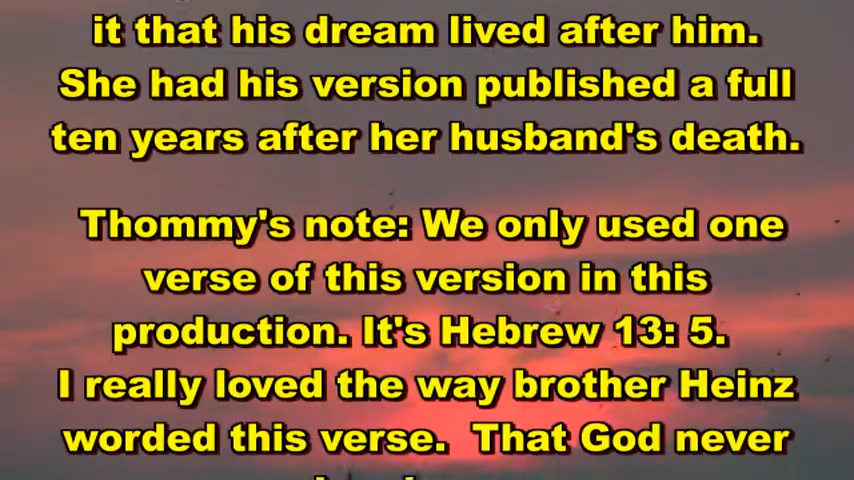 it that his dream lived after him.
She had his version published a full
ten years after her husband's death.
Thommy's note: We only used one
verse of this version in this
production. It's Hebrew 13: 5.
I really loved the way brother Heinz
worded this verse.  That God never